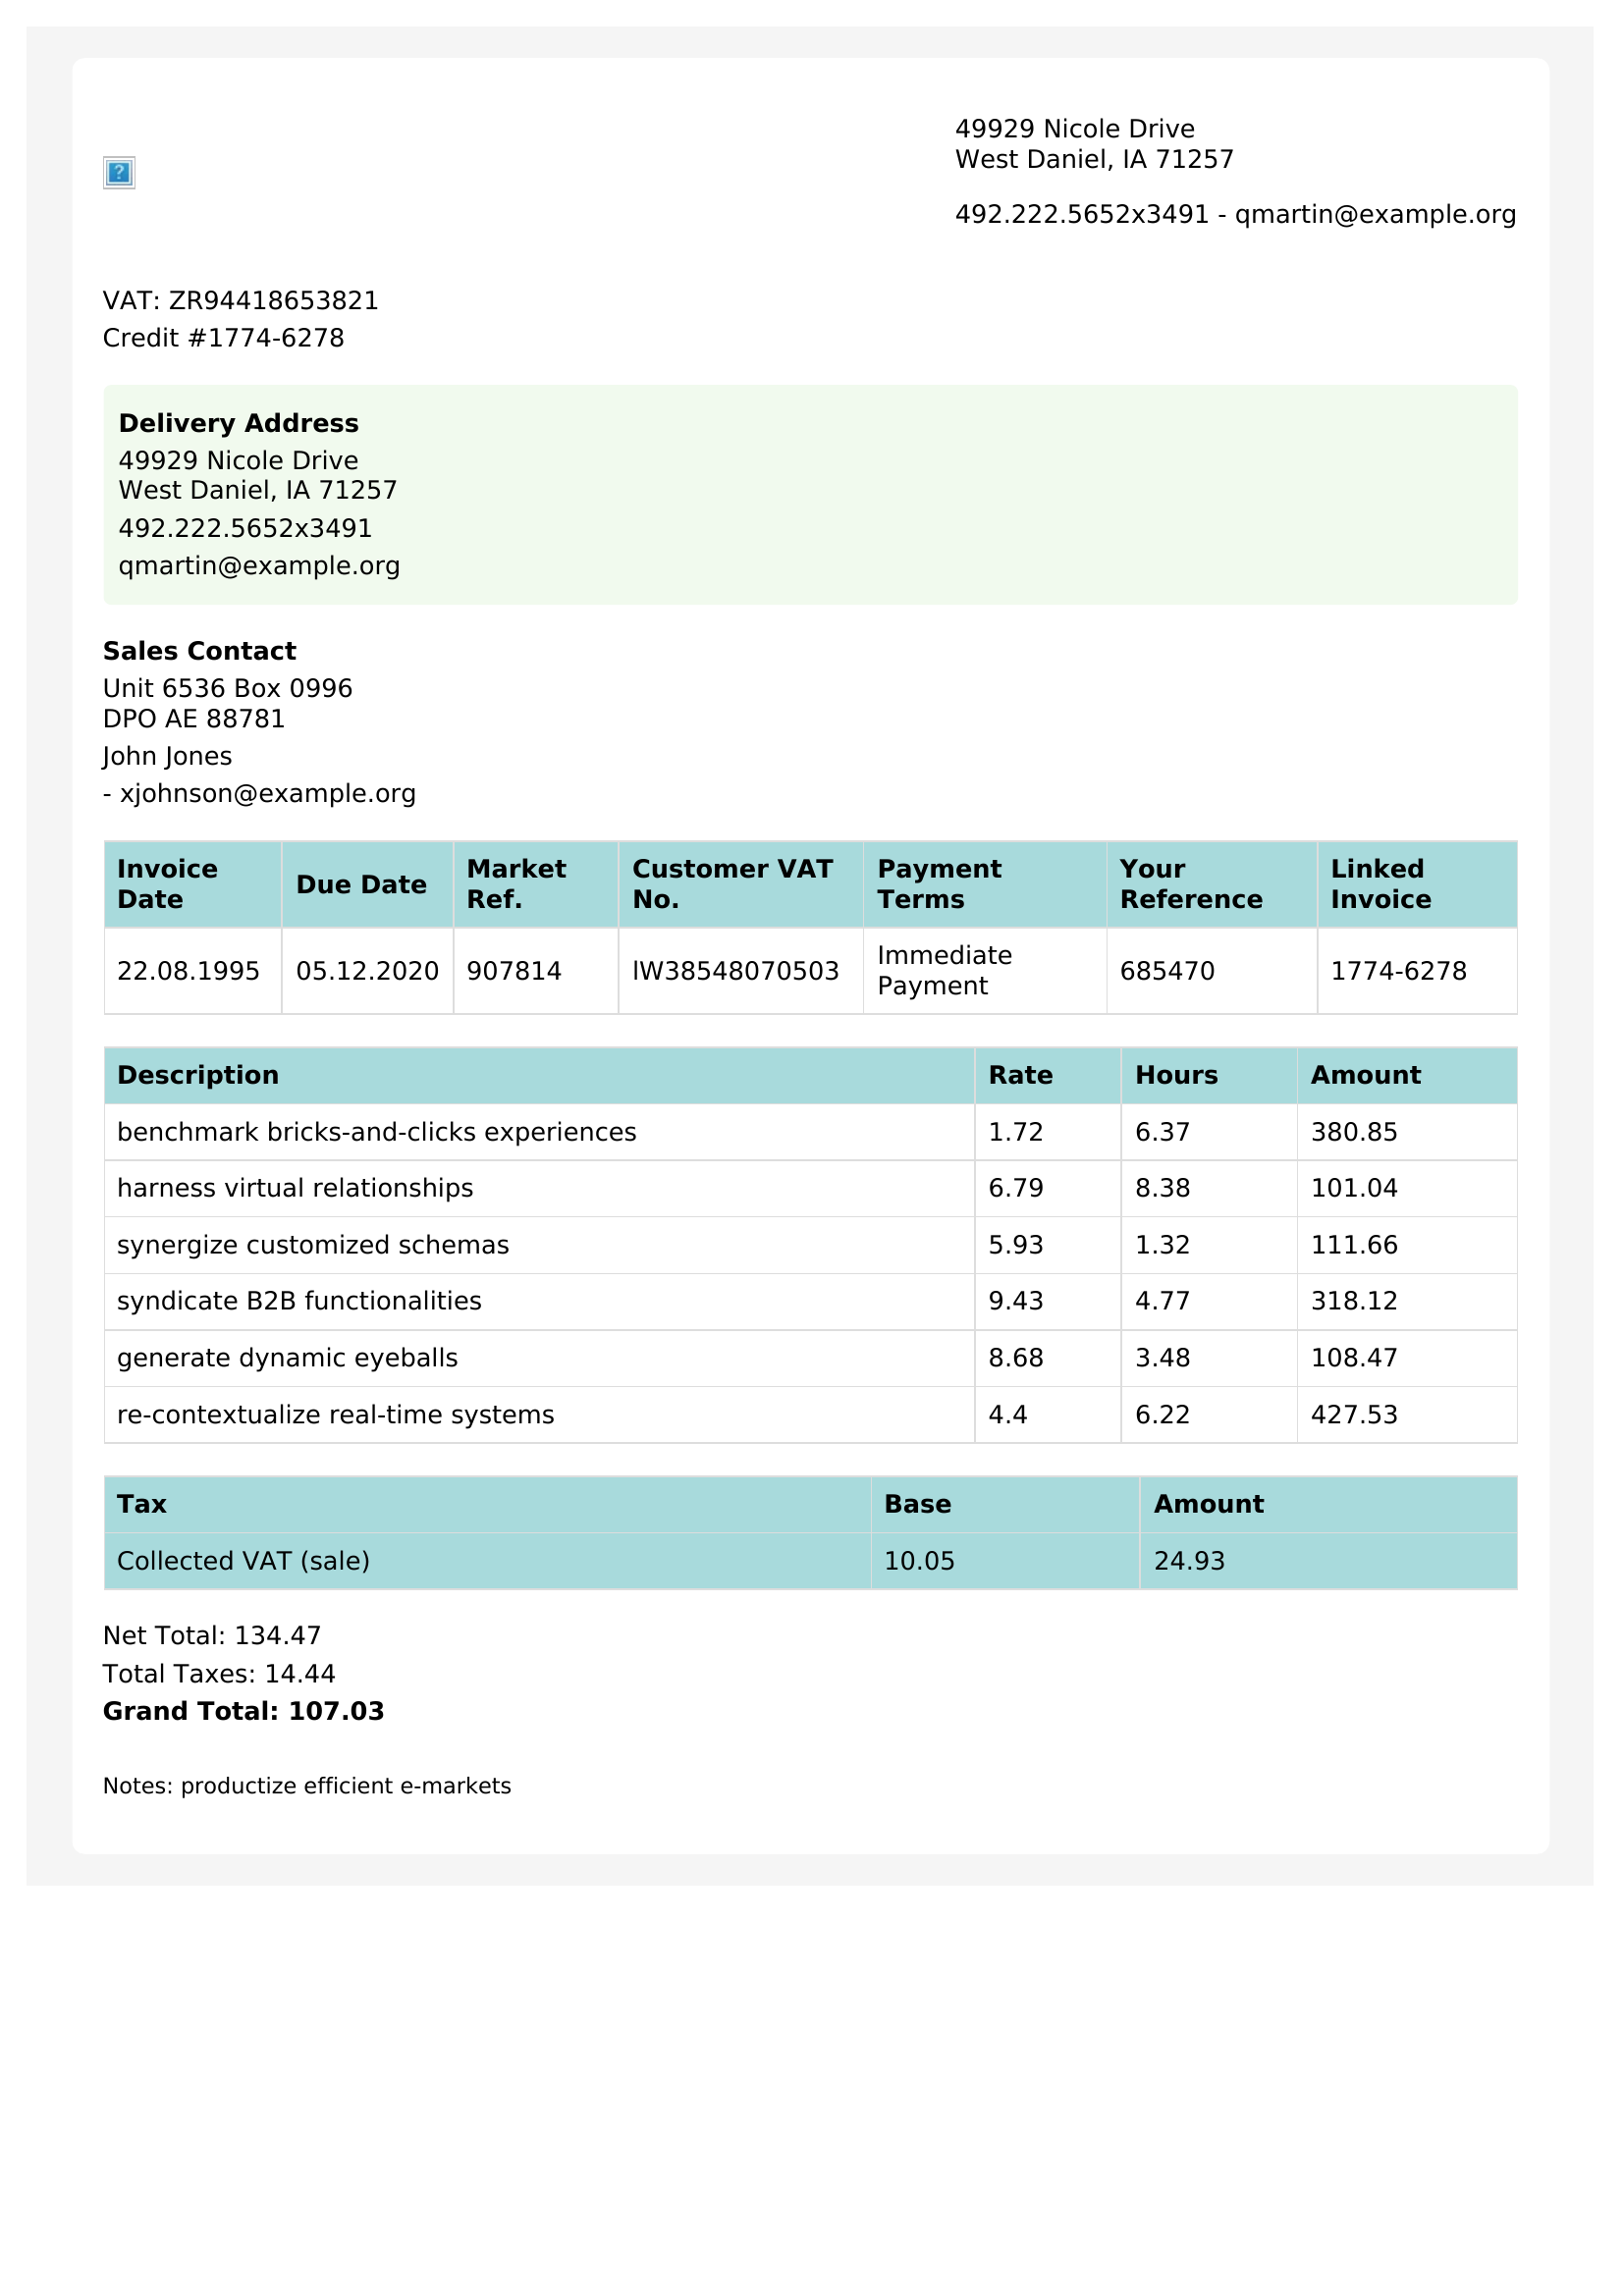 49929 Nicole Drive
West Daniel, IA 71257
492.222.5652x3491 - qmartin@example.org
VAT: ZR94418653821
Credit #1774-6278
Delivery Address
49929 Nicole Drive
West Daniel, IA 71257
492.222.5652x3491
qmartin@example.org
Sales Contact
Unit 6536 Box 0996
DPO AE 88781
John Jones
- xjohnson@example.org
Invoice Date Due Date Market Ref. Customer VAT No. Payment Terms Your Reference Linked Invoice
22.08.1995 05.12.2020 907814 lW38548070503 Immediate Payment 685470 1774-6278
Description Rate Hours Amount
benchmark bricks-and-clicks experiences 1.72 6.37 380.85
harness virtual relationships 6.79 8.38 101.04
synergize customized schemas 5.93 1.32 111.66
syndicate B2B functionalities 9.43 4.77 318.12
generate dynamic eyeballs 8.68 3.48 108.47
re-contextualize real-time systems 4.4 6.22 427.53
Tax Base Amount
Collected VAT (sale) 10.05 24.93
Net Total: 134.47
Total Taxes: 14.44
Grand Total: 107.03
Notes: productize efficient e-markets